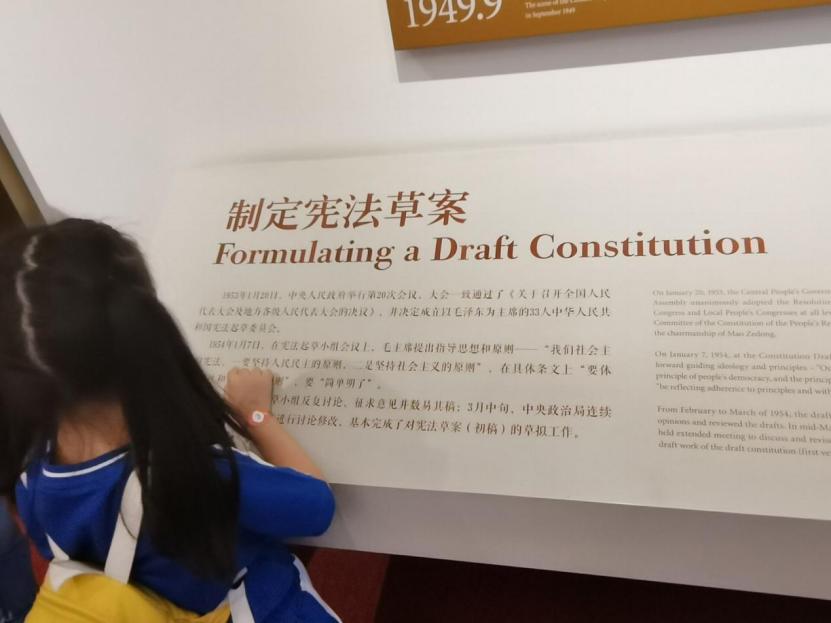 1949.9
in September 1949
制定宪法草案
Formulating a Draft Constitution
1953年1月20日，中央人民政府举行第20次会议，大会一致通过了《关于召开全国人民
代表大会及地方各级人民代表大会的决议》，并决定成立以毛泽东为主席的33人中华人民共
和国宪法起草委员会。
1954年1月7日，在宪法起草小组会议上，毛主席提出指导思想和原则——“我们社会主
宪法，一要坚持人民民主的原则，二是坚持社会主义的原则”，在具体条文上“要体
和 则”，要“简单明了”。
草小组反复讨论、征求意见并数易其稿；3月中旬，中央政治局连续
进行讨论修改，基本完成了对宪法草案（初稿）的草拟工作。
On January 20, 1953, the Central People's Govern
Assembly unanimously adopted the Resolution
Congress and Local People's Congresses at all le
Committee of the Constitution of the People's Re
the chairmanship of Mao Zedong.
On January 7, 1954, at the Constitution Draf
forward guiding ideology and principles – "Ou
principle of people's democracy, and the princip
"be reflecting adherence to principles and with
From February to March of 1954, the draf
opinions and reviewed the drafts. In mid-Ma
held extended meeting to discuss and revise
draft work of the draft constitution (first ve